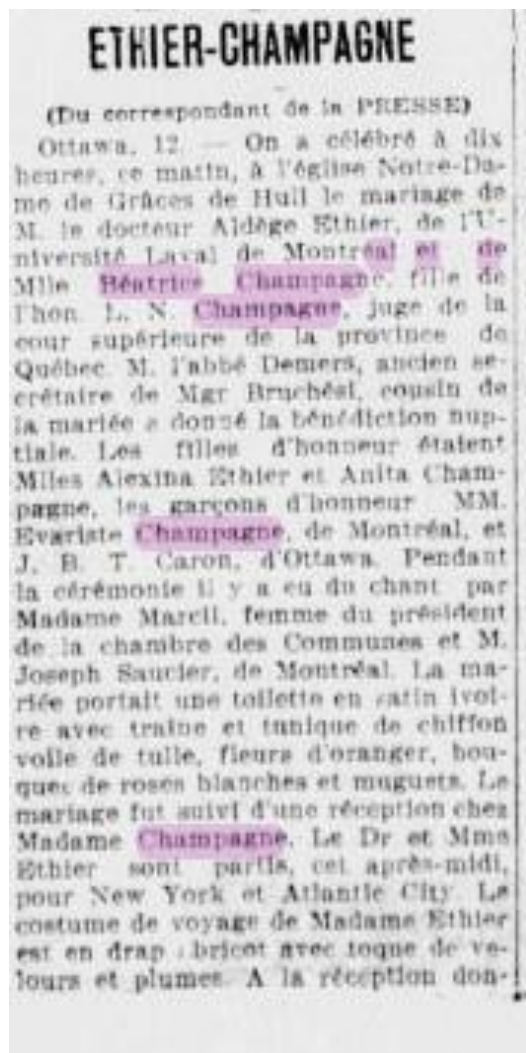 ETHIER-CHAMPAGNE
(Du correspondant de la PRESSE)
Ottawa, 12. — On a célébré à dix
heures, ce matin, à l'église Notre-Da-
me de Grâces de Hull le mariage de
M. le docteur Aldège Ethier, de l'U-
niversité Laval de Montréal et de
Mlle Béatrice Champagne, fille de
l'hon. L. N. Champagne, juge de la
cour supérieure de la province de
Québec. M. l'abbé Demers, ancien se-
crétaire de Mgr Bruchési, cousin de
la mariée a donné la bénédiction nup-
tiale. Les filles d'honneur étaient
Mlles Alexina Ethier et Anita Cham-
pagne, les garçons d'honneur MM.
Evariste Champagne, de Montréal, et
J. B. T. Caron, d'Ottawa. Pendant
la cérémonie il y a eu du chant par
Madame Marcil, femme du président
de la chambre des Communes et M.
Joseph Saucier, de Montréal. La ma-
riée portait une toilette en satin ivoi-
re avec traine et tunique de chiffon
voile de tulle, fleurs d'oranger, bou-
quet de roses blanches et muguets. Le
mariage fut suivi d'une réception chez
Madame Champagne. Le Dr et Mme
Ethier sont partis, cet après-midi,
pour New York et Atlantic City. Le
costume de voyage de Madame Ethier
est en drap abricot avec toque de ve-
lours et plumes. A la réception don-